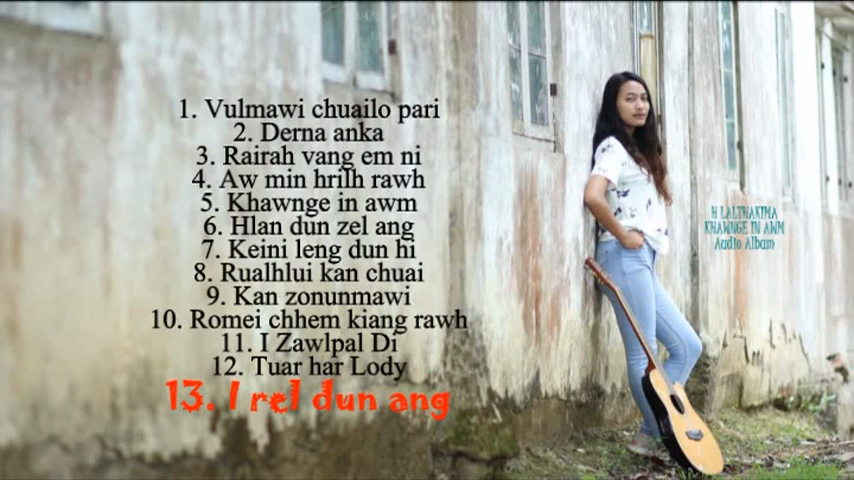 1. Vulmawi chuailo pari
2. Derna anka
3. Rairah vang em ni
4. Aw min hrilh rawh
5. Khawnge in awm
6. Hlan dun zel ang
7. Keini leng dun hi
8. Rualhlui kan chuai
9. Kan zonunmawi
10. Romei chhem kiang rawh
11. I Zawlpal Di
12. Tuar har Lody
13. I rel dun ang
H LALTHAKIMA
KHAWNGE IN AWM
Audio Album